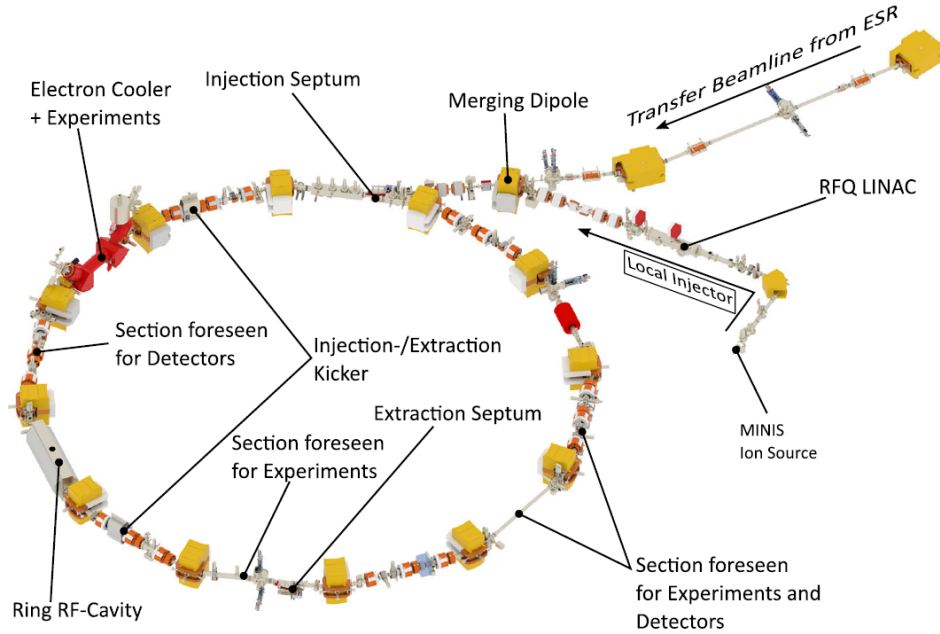 Transfer Beamline from ESR
Injection Septum
Electron Cooler
+ Experiments
Merging Dipole
RFQ LINAC
Local Injector
Section foreseen
for Detectors
Injection-/Extraction
Kicker
Extraction Septum
MINIS
Ion Source
Section foreseen
for Experiments
Section foreseen
for Experiments and
Detectors
Ring RF-Cavity